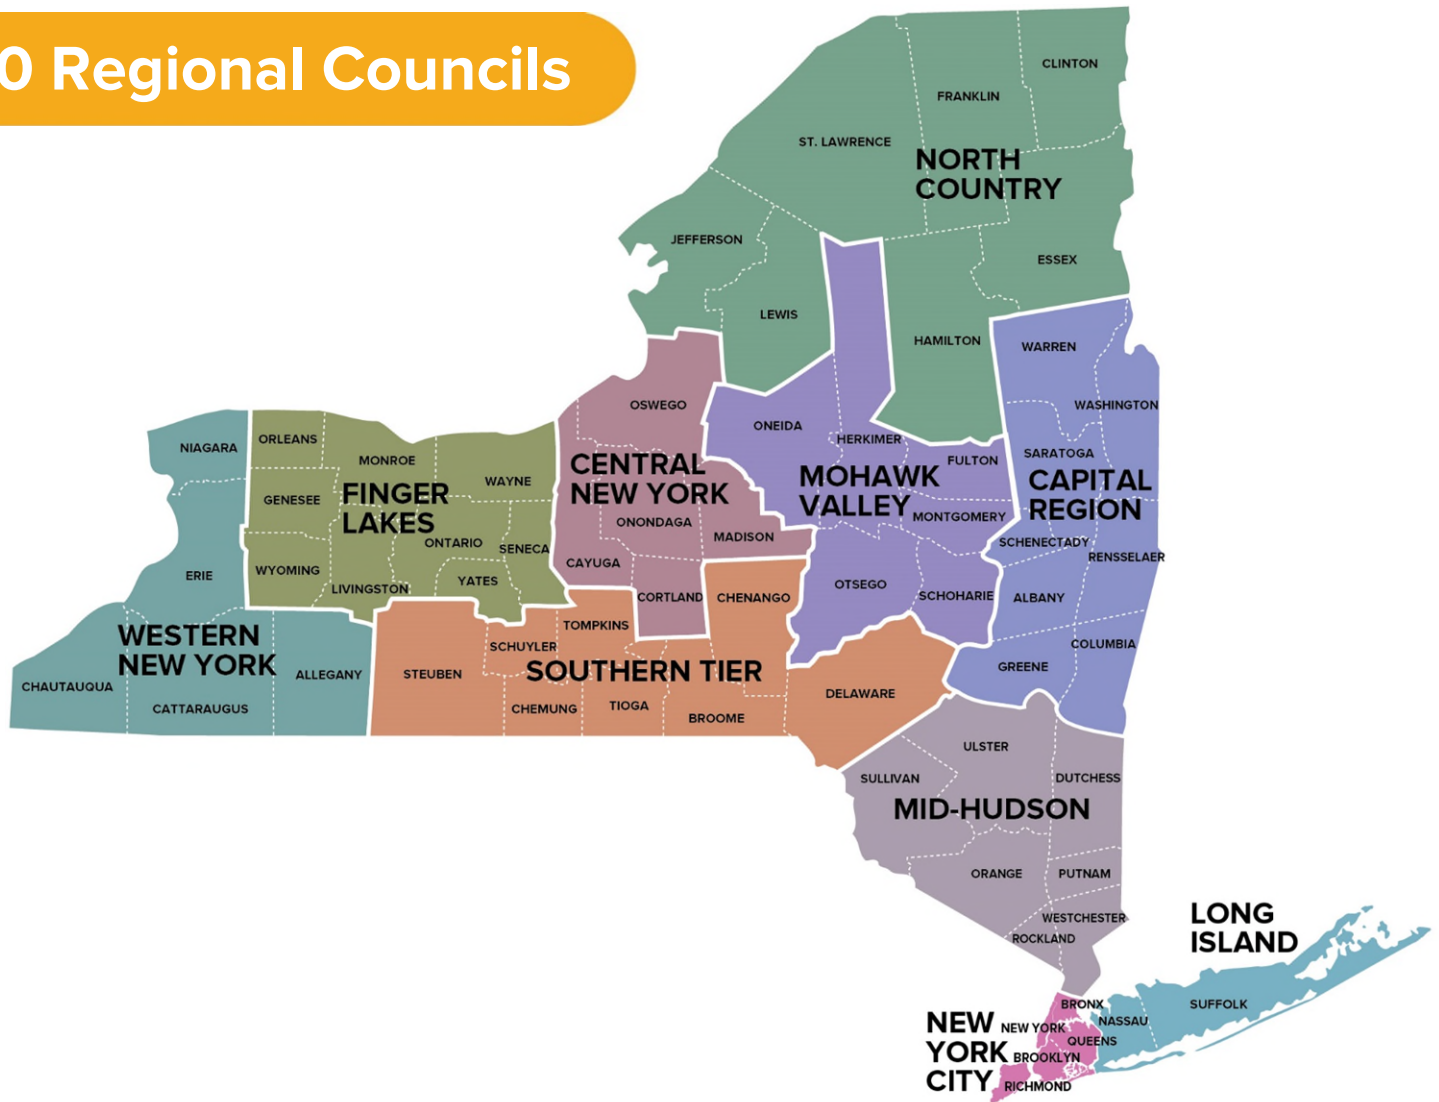 0 Regional Councils
CLINTON
FRANKLIN
ST. LAWRENCE
NORTH
COUNTRY
JEFFERSON
ESSEX
LEWIS
HAMILTON
WARREN
OSWEGO
WASHINGTON
ONEIDA
HERKIMER
NIAGARA
ORLEANS
MONROE
WAYNE
GENESEE
FINGER
LAKES
CENTRAL
NEW YORK
MOHAWK
VALLEY
FULTON
SARATOGA
CAPITAL
REGION
MONTGOMERY
ONONDAGA
MADISON
ONTARIO
SENECA
SCHENECTADY
RENSSELAER
CAYUGA
ERIE
WYOMING
LIVINGSTON
YATES
CORTLAND
CHENANGO
OTSEGO
SCHOHARIE
ALBANY
WESTERN
NEW YORK
TOMPKINS
SCHUYLER
COLUMBIA
GREENE
ALLEGANY
STEUBEN
SOUTHERN TIER
CHAUTAUQUA
CATTARAUGUS
CHEMUNG
TIOGA
BROOME
DELAWARE
ULSTER
SULLIVAN
DUTCHESS
MID-HUDSON
ORANGE
PUTNAM
WESTCHESTER
ROCKLAND
LONG
ISLAND
BRONX
NASSAU
SUFFOLK
NEW
YORK
CITY
NEW YORK
QUEENS
BROOKLYN
RICHMOND